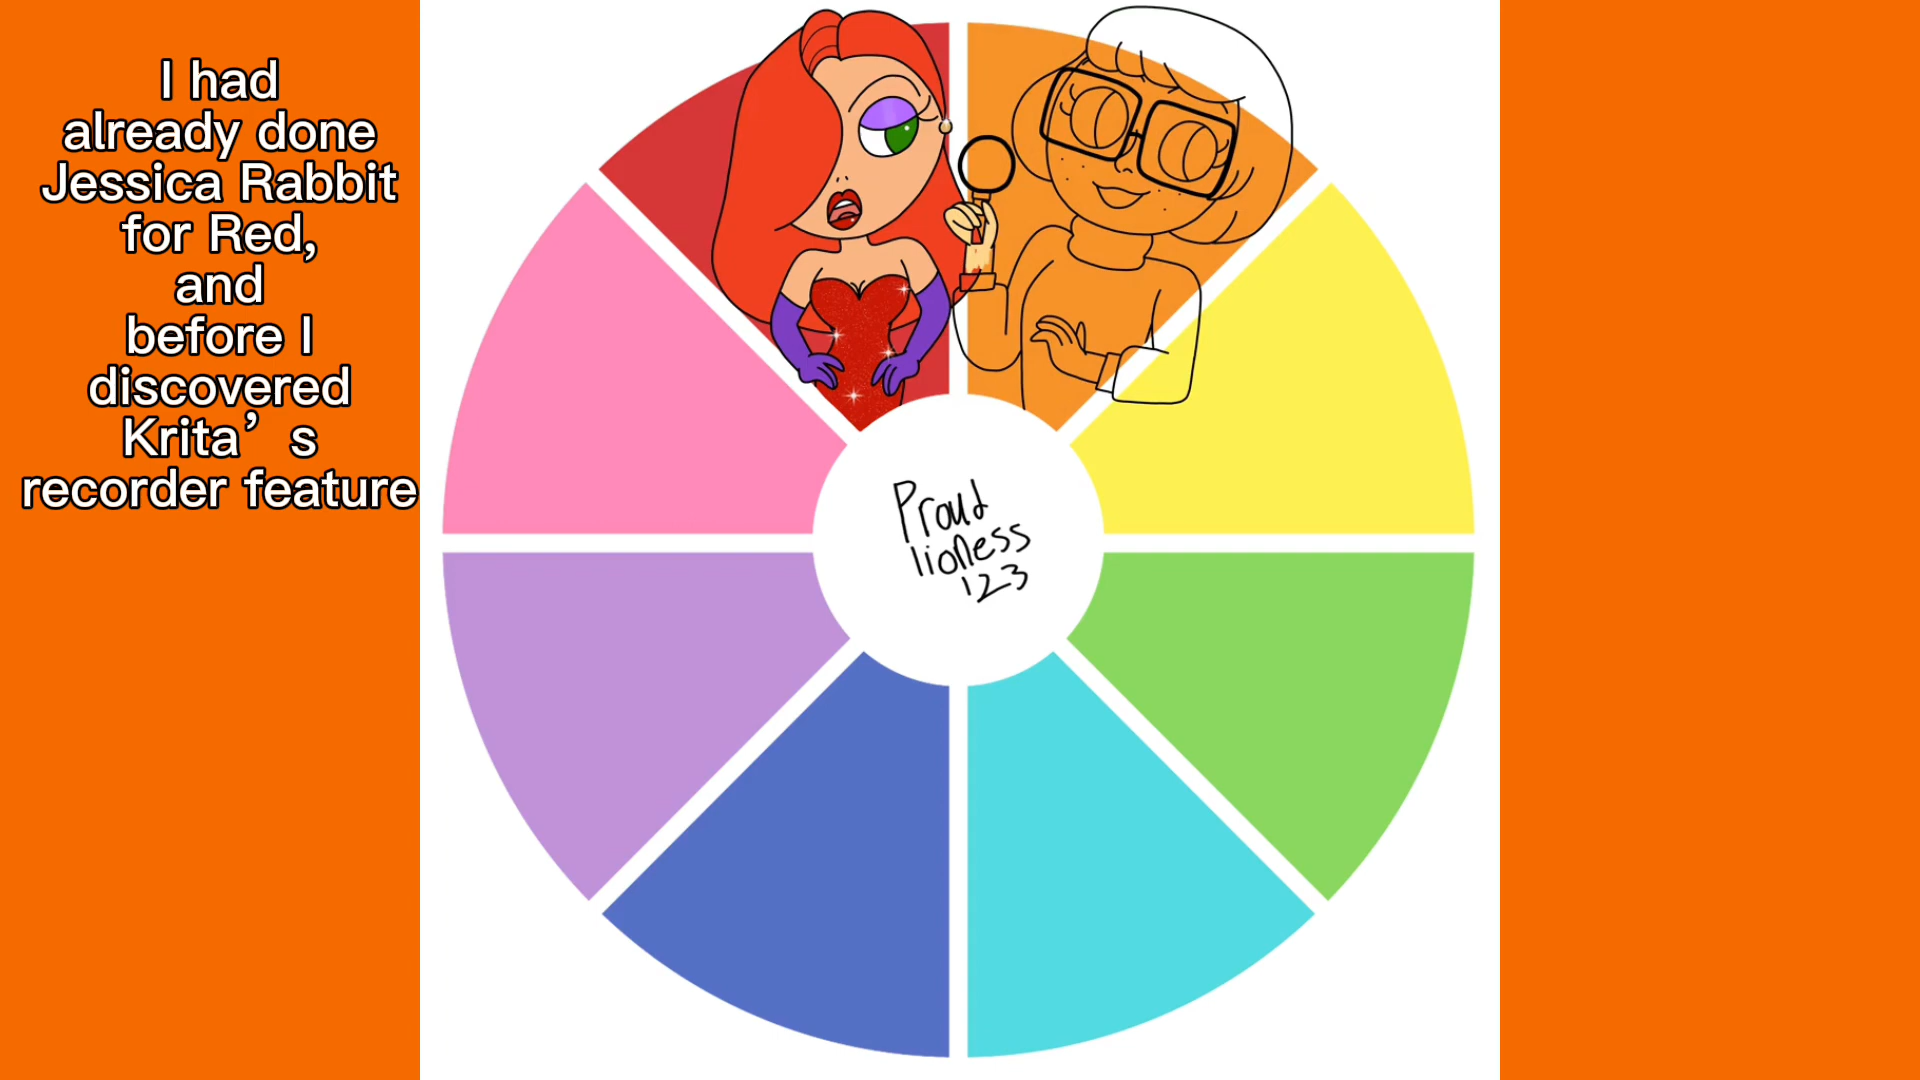 I had
already done
Jessica Rabbit
for Red,
and
before I
discovered
Krita’s
recorder feature
Proud
lioness
123